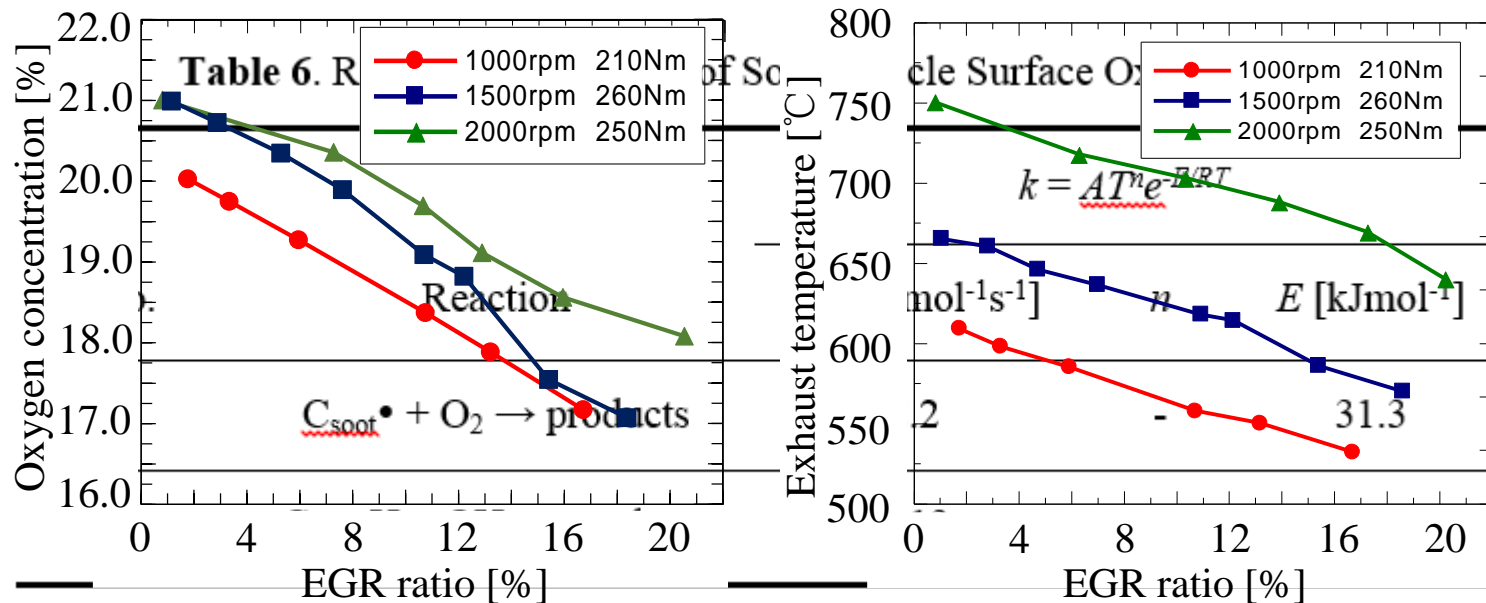 22.0
21.0
20.0
19.0
18.0
17.0
16.0
Oxygen concentration [%]
0 4 8 12 16 20
EGR ratio [%]
1000rpm 210Nm
1500rpm 260Nm
2000rpm 250Nm
Table 6. R
of So
Reaction
C_soot• + O₂ → products
800
750
700
650
600
550
500
Exhaust temperature [℃]
0 4 8 12 16 20
EGR ratio [%]
1000rpm 210Nm
1500rpm 260Nm
2000rpm 250Nm
cle Surface Ox
k = ATⁿe^-E/RT
mol⁻¹s⁻¹] n E [kJmol⁻¹]
.2 - 31.3